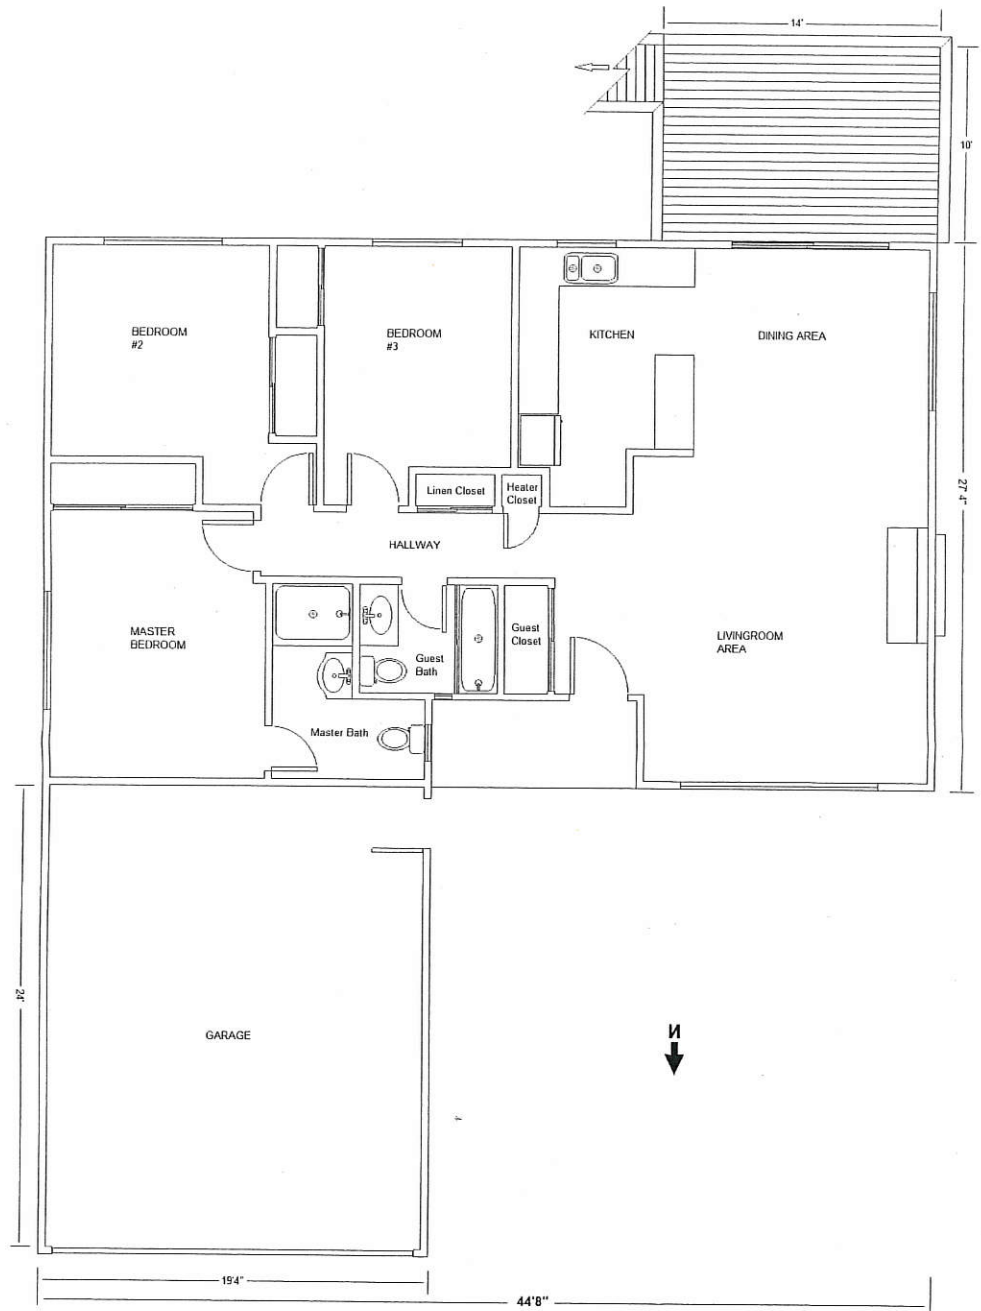 14'
10'
BEDROOM
#2
BEDROOM
#3
KITCHEN
DINING AREA
27' 4"
Linen Closet
Heater
Closet
HALLWAY
MASTER
BEDROOM
Guest
Closet
LIVINGROOM
AREA
Guest
Bath
Master Bath
24'
GARAGE
N
19'4"
44'8"